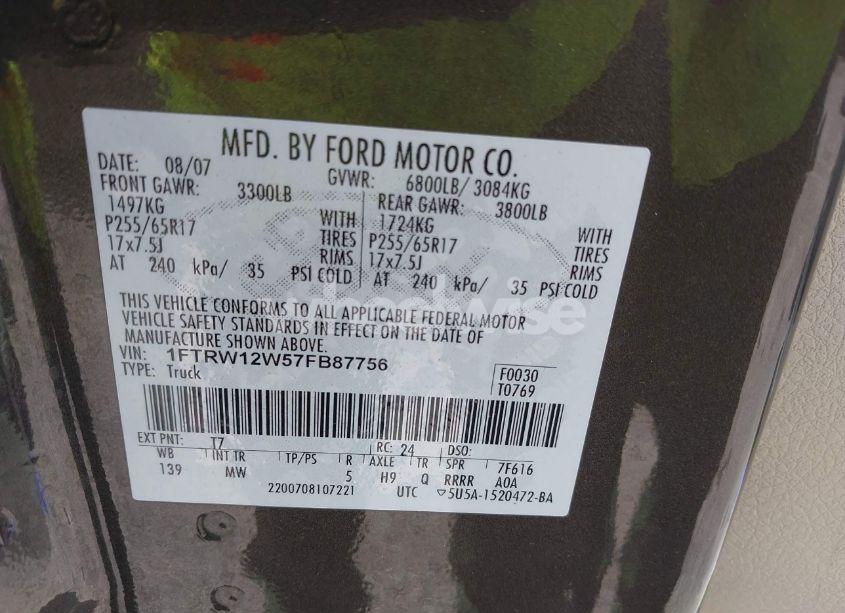 MFD. BY FORD MOTOR CO.
DATE: 08/07 GVWR: 6800LB/ 3084KG
FRONT GAWR: 3300LB REAR GAWR: 3800LB
1497KG WITH 1724KG WITH
P255/65R17 TIRES P255/65R17 TIRES
17x7.5J RIMS 17x7.5J RIMS
AT 240 kPa/ 35 PSI COLD AT 240 kPa/ 35 PSI COLD
THIS VEHICLE CONFORMS TO ALL APPLICABLE FEDERAL MOTOR
VEHICLE SAFETY STANDARDS IN EFFECT ON THE DATE OF
MANUFACTURE SHOWN ABOVE.
VIN: 1FTRW12W57FB87756 F0030
TYPE: Truck T0769
EXT PNT: T7 RC: 24 DSO:
WB INT TR TP/PS R AXLE TR SPR 7F616
139 MW 5 H9 Q RRRR A0A
2200708107221 UTC ▽5U5A-1520472-BA